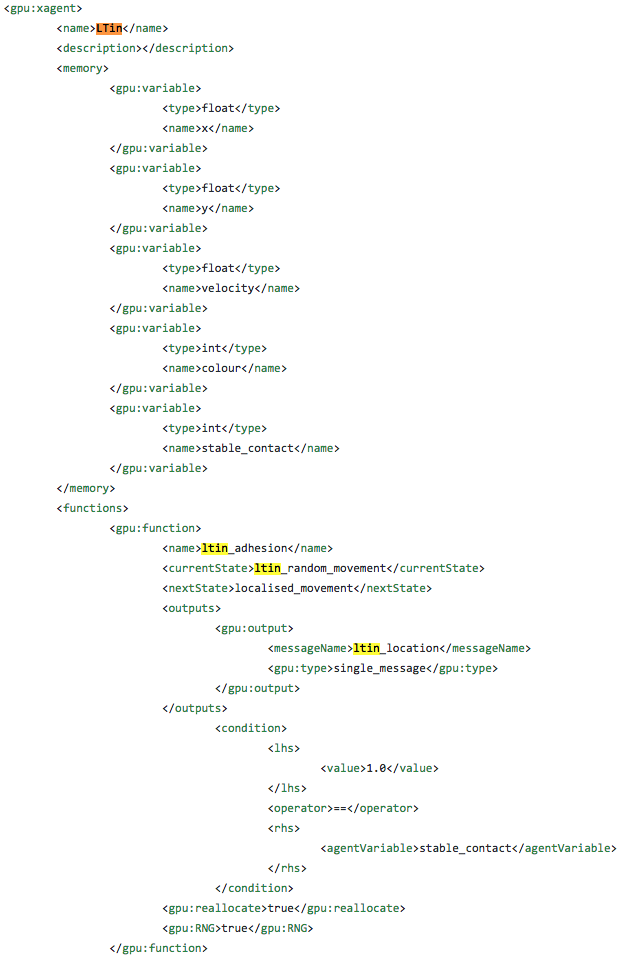 <gpu:xagent>
<name>LTin</name>
<description></description>
<memory>
<gpu:variable>
<type>float</type>
<name>x</name>
</gpu:variable>
<gpu:variable>
<type>float</type>
<name>y</name>
</gpu:variable>
<gpu:variable>
<type>float</type>
<name>velocity</name>
</gpu:variable>
<gpu:variable>
<type>int</type>
<name>colour</name>
</gpu:variable>
<gpu:variable>
<type>int</type>
<name>stable_contact</name>
</gpu:variable>
</memory>
<functions>
<gpu:function>
<name>ltin_adhesion</name>
<currentState>ltin_random_movement</currentState>
<nextState>localised_movement</nextState>
<outputs>
<gpu:output>
<messageName>ltin_location</messageName>
<gpu:type>single_message</gpu:type>
</gpu:output>
</outputs>
<condition>
<lhs>
<value>1.0</value>
</lhs>
<operator>==</operator>
<rhs>
<agentVariable>stable_contact</agentVariable>
</rhs>
</condition>
<gpu:reallocate>true</gpu:reallocate>
<gpu:RNG>true</gpu:RNG>
</gpu:function>